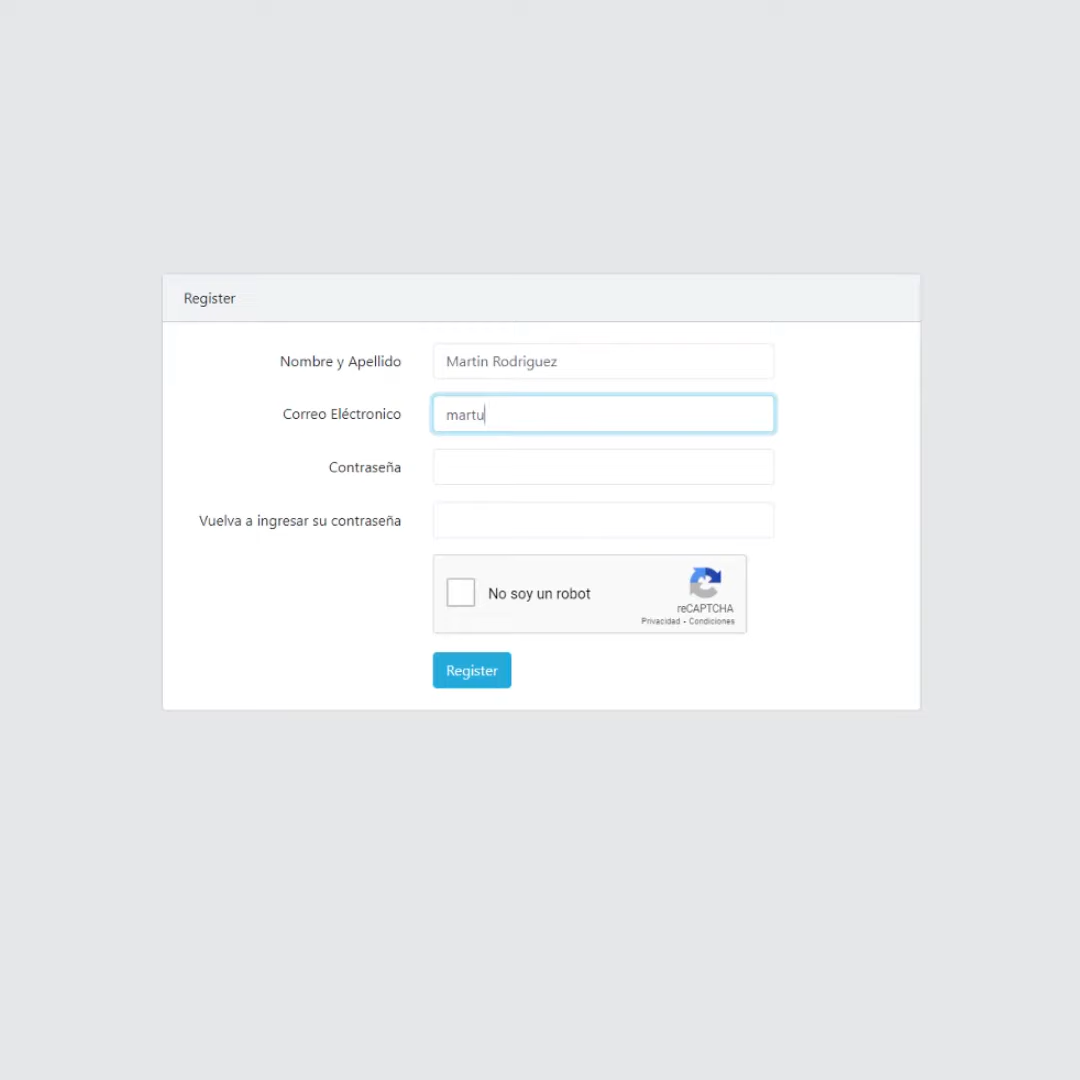 Register
Nombre y Apellido Martin Rodriguez
Correo Eléctronico martu
Contraseña
Vuelva a ingresar su contraseña
No soy un robot
reCAPTCHA
Privacidad - Condiciones
Register